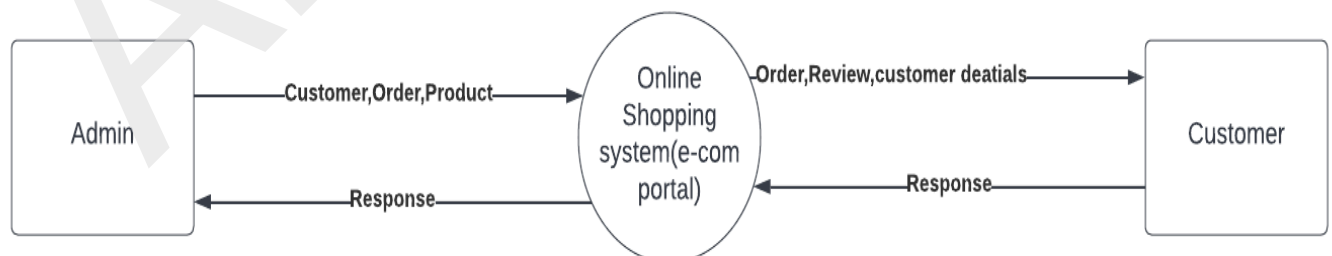 Admin
Customer,Order,Product
Response
Online
Shopping
system(e-com
portal)
Order,Review,customer deatials
Response
Customer